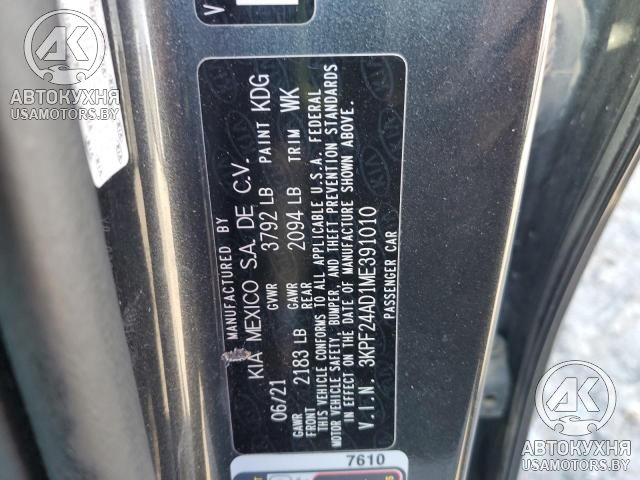 MANUFACTURED BY
KIA MEXICO S.A. DE C.V.
06/21 GVWR 3792 LB PAINT KDG
GAWR FRONT 2183 LB GAWR REAR 2094 LB TRIM WK
THIS VEHICLE CONFORMS TO ALL APPLICABLE U.S.A. FEDERAL
MOTOR VEHICLE SAFETY, BUMPER, AND THEFT PREVENTION STANDARDS
IN EFFECT ON THE DATE OF MANUFACTURE SHOWN ABOVE.
V.I.N. 3KPF24AD1ME391010
PASSENGER CAR
7610
V
АК
АВТОКУХНЯ
USAMOTORS.BY
АК
АВТОКУХНЯ
USAMOTORS.BY